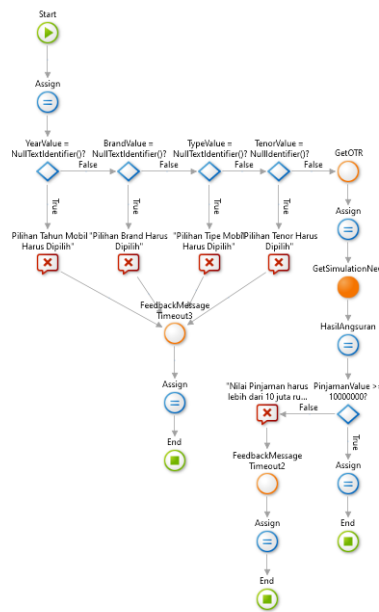 Start
Assign
YearValue =
NullTextIdentifier()?
BrandValue =
NullTextIdentifier()?
TypeValue =
NullTextIdentifier()?
TenorValue =
NullIdentifier()?
GetOTR
False
False
False
False
True
True
True
True
Assign
Pilihan Tahun Mobil
Harus Dipilih"
"Pilihan Brand Harus
Dipilih"
"Pilihan Tipe Mobil
Harus Dipilih"
"Pilihan Tenor Harus
Dipilih"
GetSimulationNew
FeedbackMessage
Timeout3
HasilAngsuran
Assign
"Nilai Pinjaman harus
lebih dari 10 juta ru...
PinjamanValue >=
10000000?
False
True
End
FeedbackMessage
Timeout2
Assign
Assign
End
End